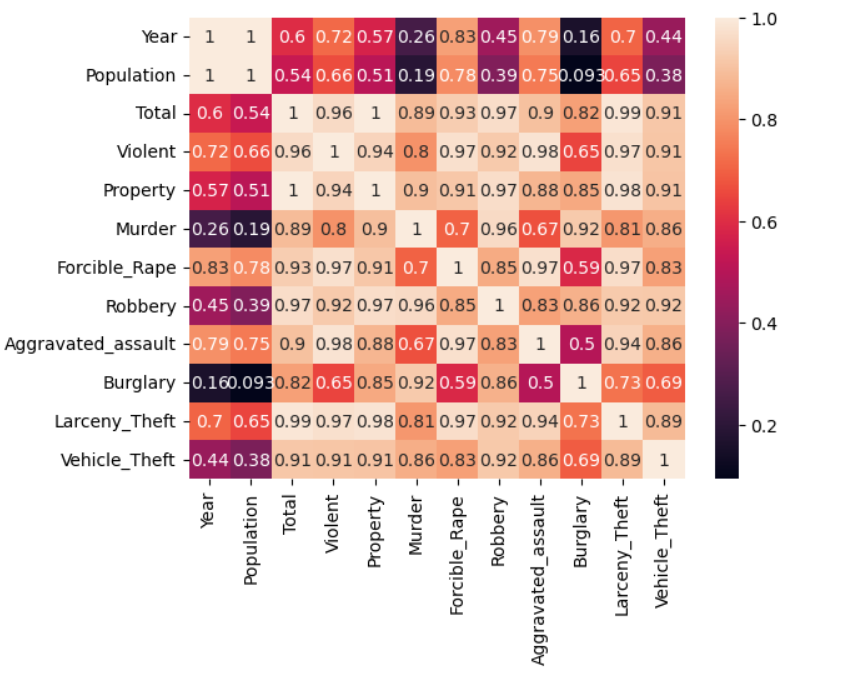 Year 1 1 0.6 0.72 0.57 0.26 0.83 0.45 0.79 0.16 0.7 0.44
Population 1 1 0.54 0.66 0.51 0.19 0.78 0.39 0.75 0.093 0.65 0.38
Total 0.6 0.54 1 0.96 1 0.89 0.93 0.97 0.9 0.82 0.99 0.91
Violent 0.72 0.66 0.96 1 0.94 0.8 0.97 0.92 0.98 0.65 0.97 0.91
Property 0.57 0.51 1 0.94 1 0.9 0.91 0.97 0.88 0.85 0.98 0.91
Murder 0.26 0.19 0.89 0.8 0.9 1 0.7 0.96 0.67 0.92 0.81 0.86
Forcible_Rape 0.83 0.78 0.93 0.97 0.91 0.7 1 0.85 0.97 0.59 0.97 0.83
Robbery 0.45 0.39 0.97 0.92 0.97 0.96 0.85 1 0.83 0.86 0.92 0.92
Aggravated_assault 0.79 0.75 0.9 0.98 0.88 0.67 0.97 0.83 1 0.5 0.94 0.86
Burglary 0.16 0.093 0.82 0.65 0.85 0.92 0.59 0.86 0.5 1 0.73 0.69
Larceny_Theft 0.7 0.65 0.99 0.97 0.98 0.81 0.97 0.92 0.94 0.73 1 0.89
Vehicle_Theft 0.44 0.38 0.91 0.91 0.91 0.86 0.83 0.92 0.86 0.69 0.89 1
Year
Population
Total
Violent
Property
Murder
Forcible_Rape
Robbery
Aggravated_assault
Burglary
Larceny_Theft
Vehicle_Theft
1.0
0.8
0.6
0.4
0.2